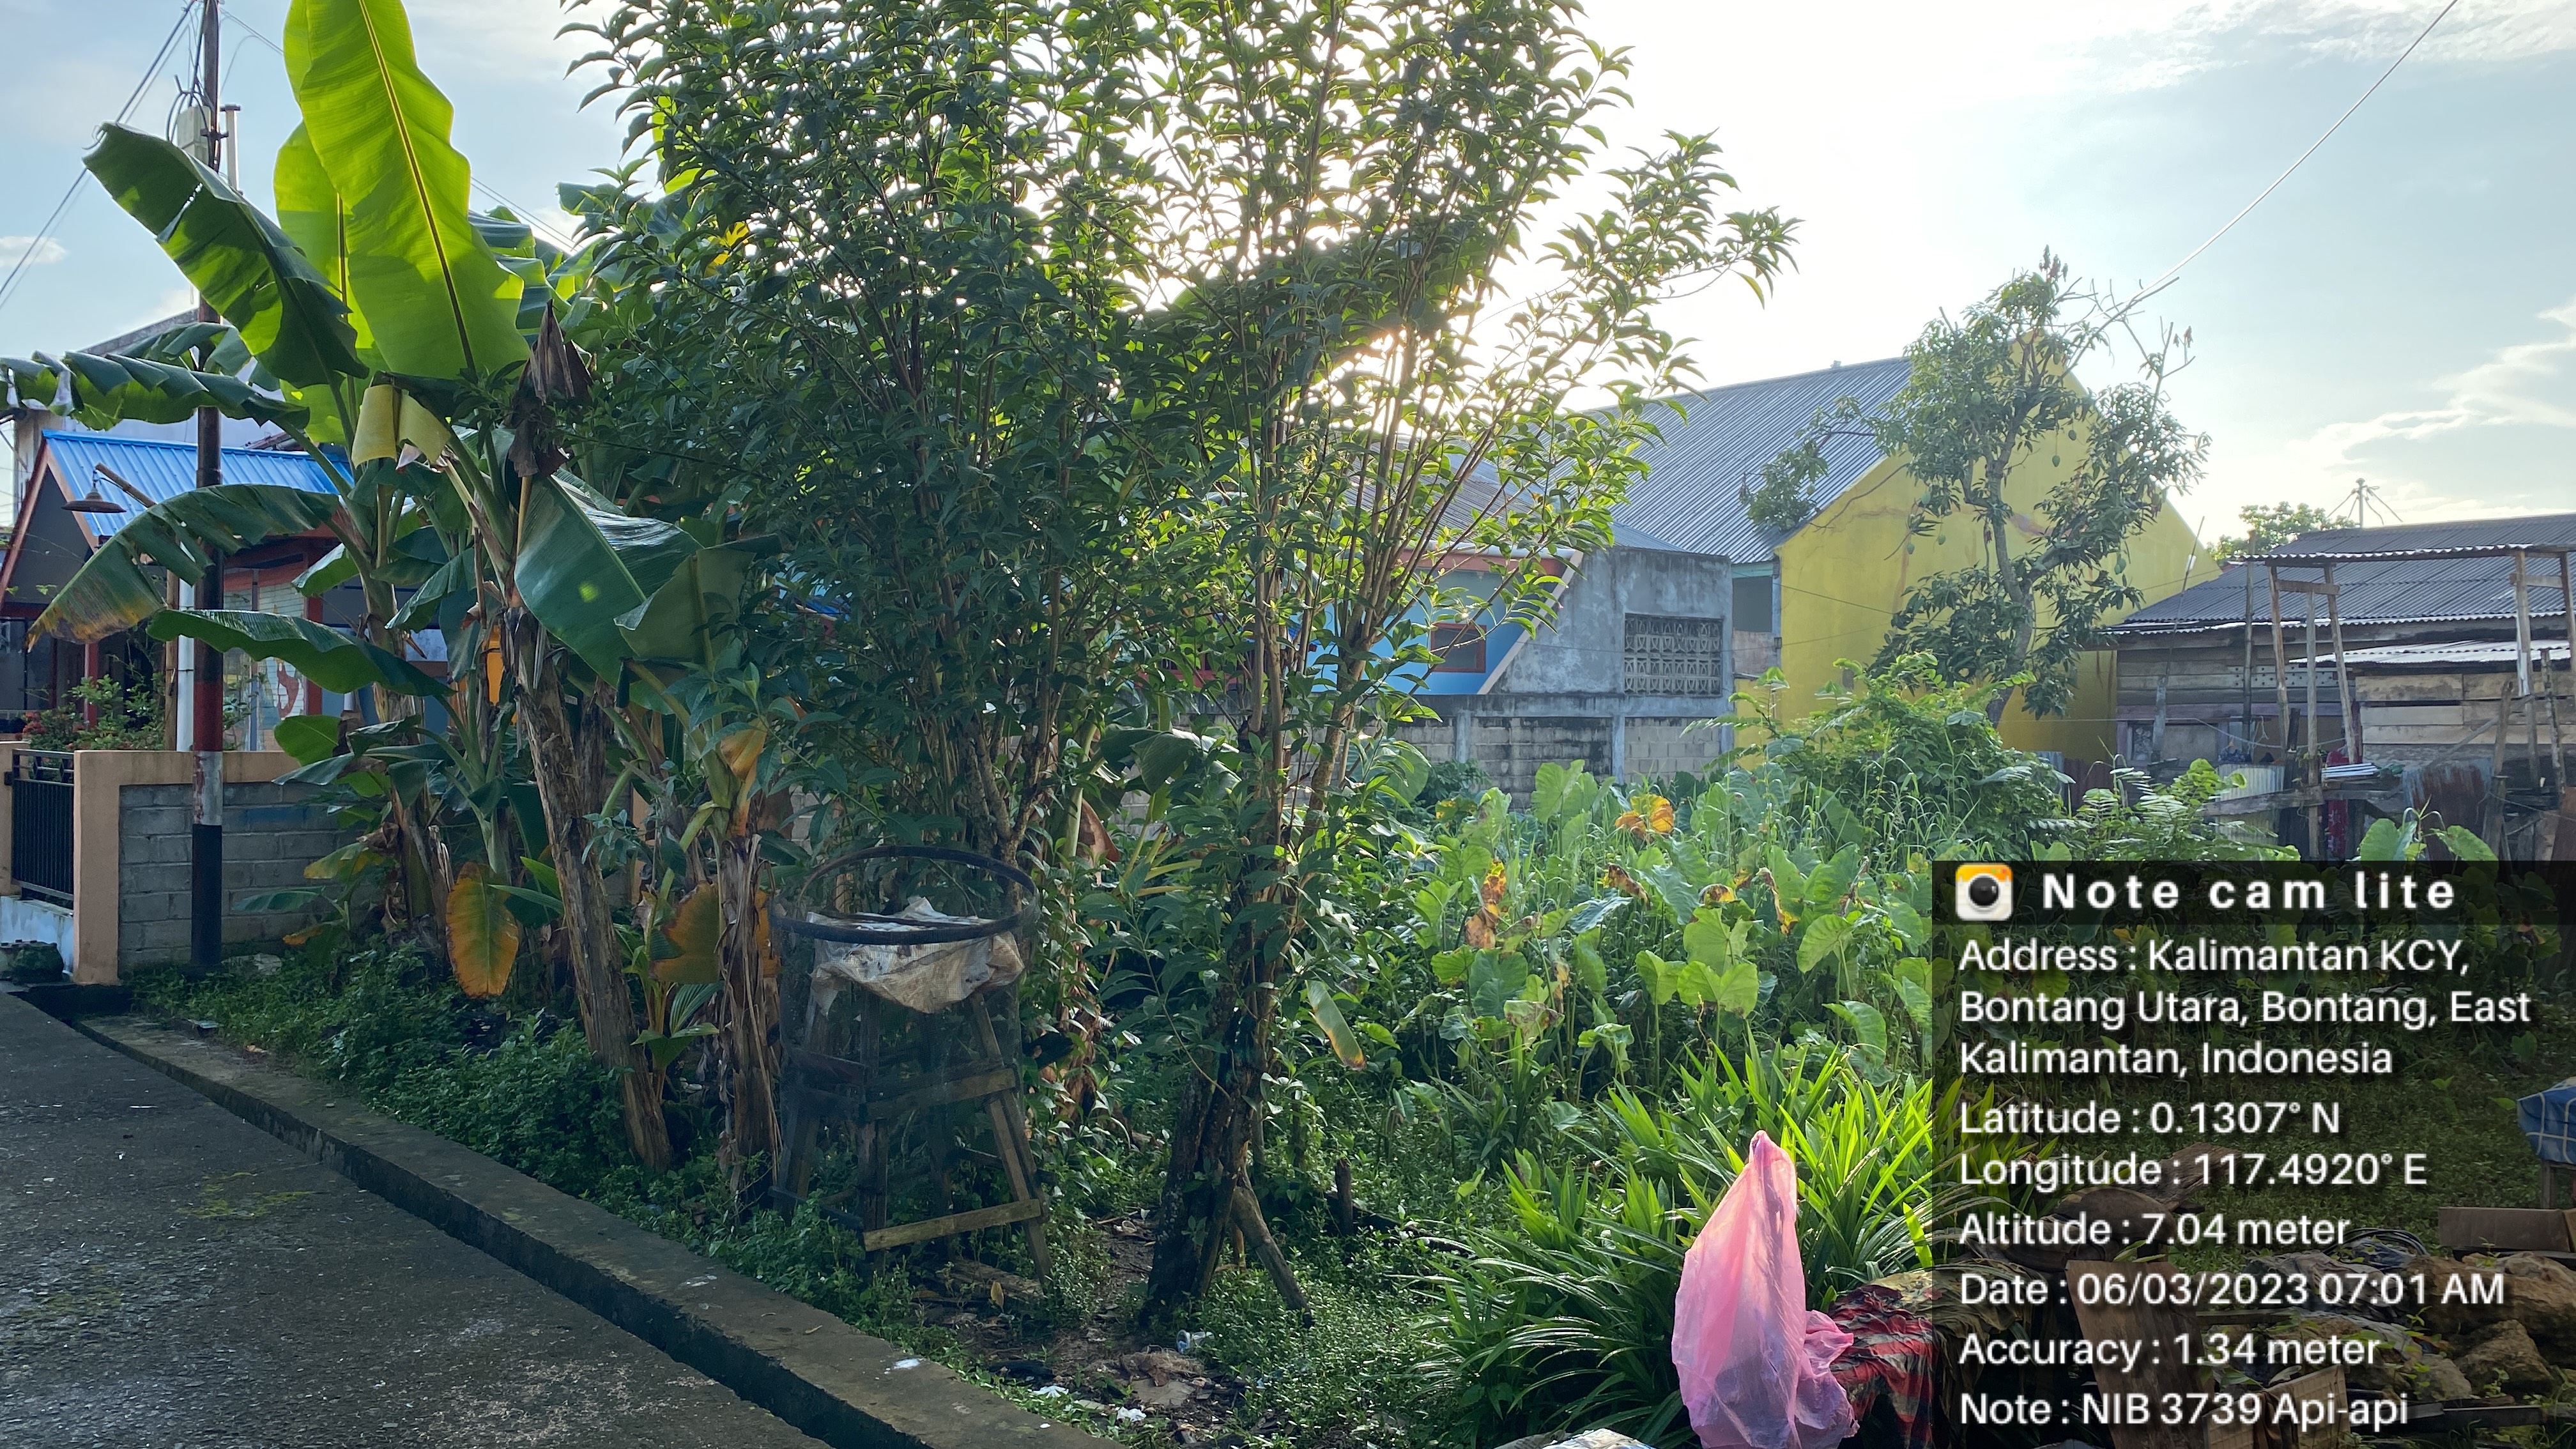 Note cam lite
Address : Kalimantan KCY,
Bontang Utara, Bontang, East
Kalimantan, Indonesia
Latitude : 0.1307° N
Longitude : 117.4920° E
Altitude : 7.04 meter
Date : 06/03/2023 07:01 AM
Accuracy : 1.34 meter
Note : NIB 3739 Api-api